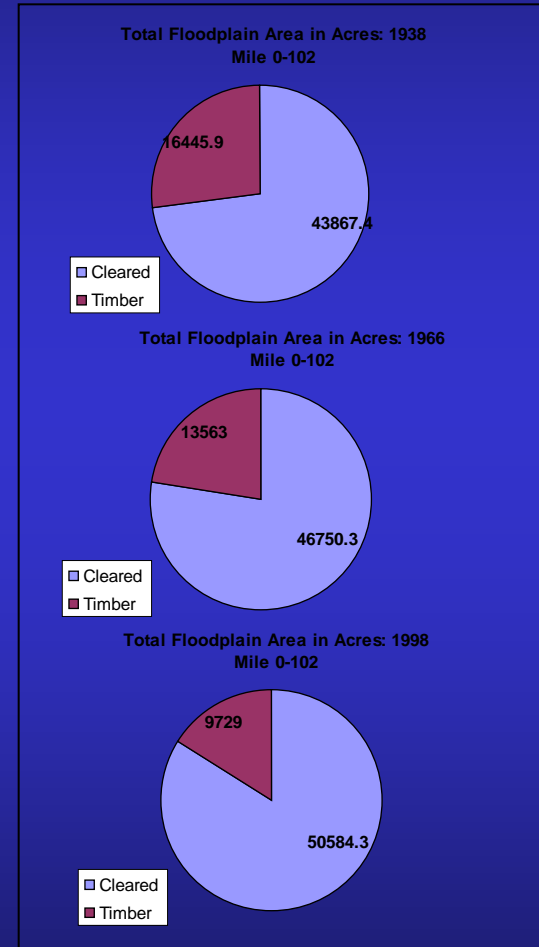 Total Floodplain Area in Acres: 1938
Mile 0-102
16445.9
43867.4
Cleared
Timber
Total Floodplain Area in Acres: 1966
Mile 0-102
13563
46750.3
Cleared
Timber
Total Floodplain Area in Acres: 1998
Mile 0-102
9729
50584.3
Cleared
Timber